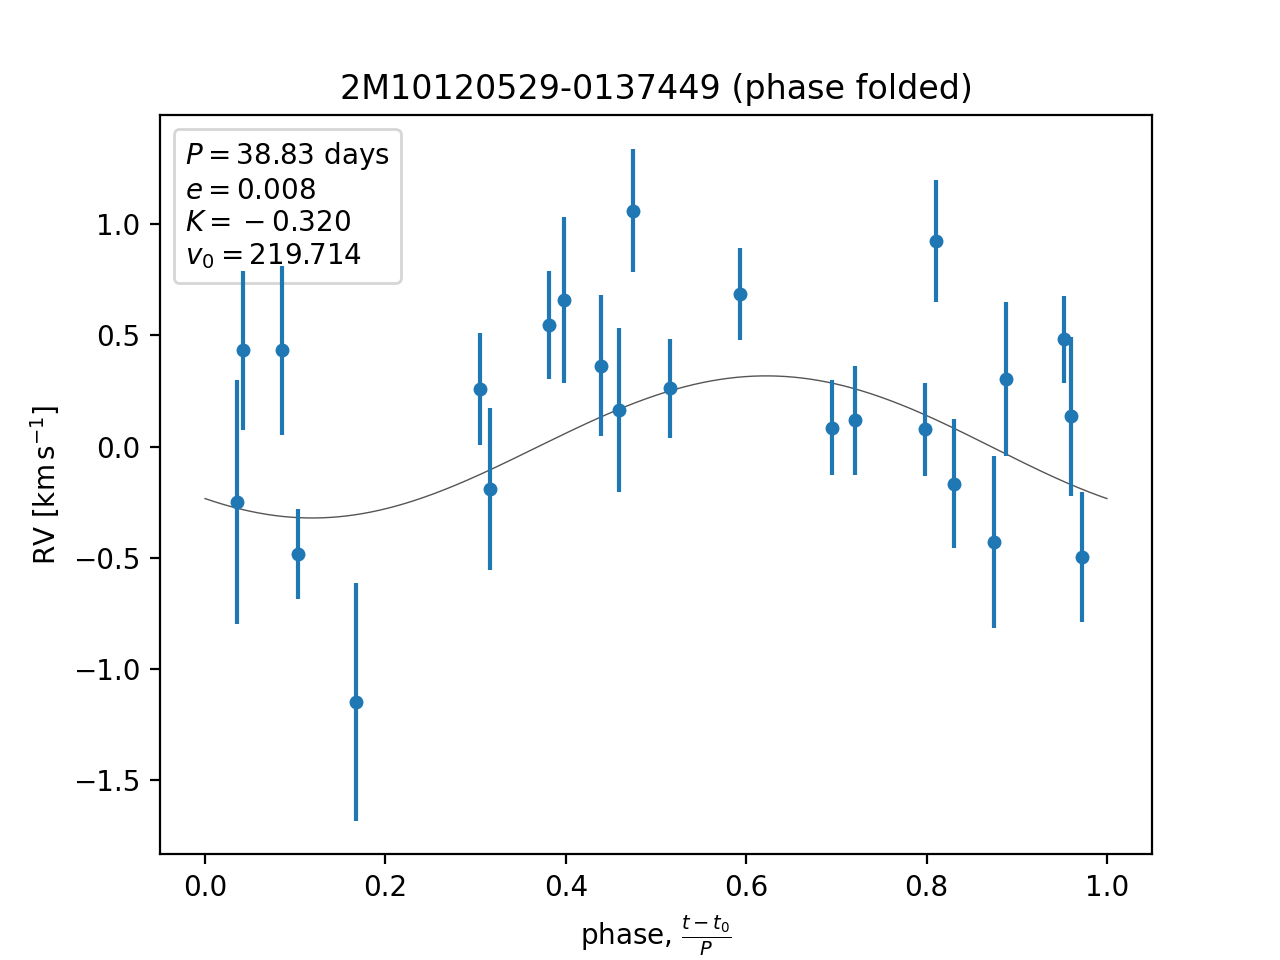 2M10120529-0137449 (phase folded)
P = 38.83 days
e = 0.008
K = −0.320
v₀ = 219.714
1.0
0.5
0.0
−0.5
−1.0
−1.5
RV [km s⁻¹]
0.0 0.2 0.4 0.6 0.8 1.0
phase, (t − t₀)/P